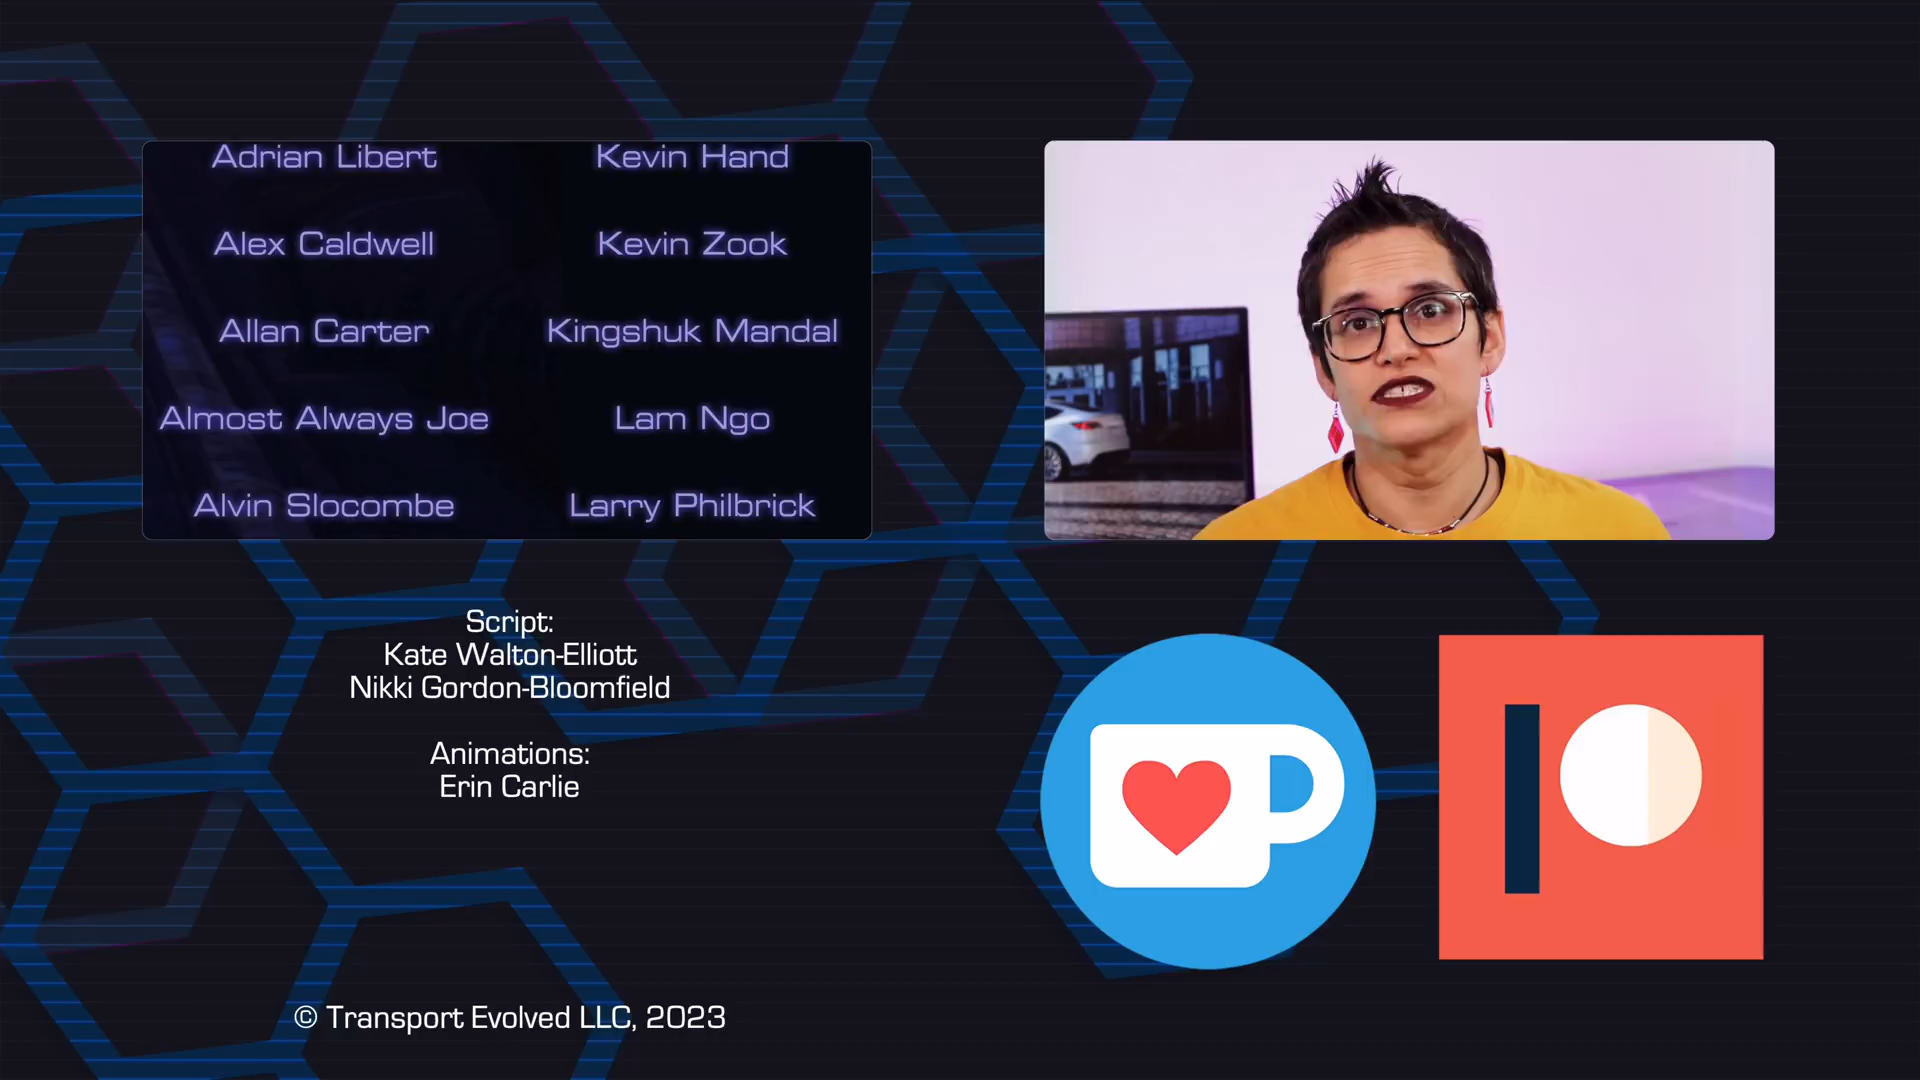 Adrian Libert
Kevin Hand
Alex Caldwell
Kevin Zook
Allan Carter
Kingshuk Mandal
Almost Always Joe
Lam Ngo
Alvin Slocombe
Larry Philbrick
Script:
Kate Walton-Elliott
Nikki Gordon-Bloomfield
Animations:
Erin Carlie
© Transport Evolved LLC, 2023